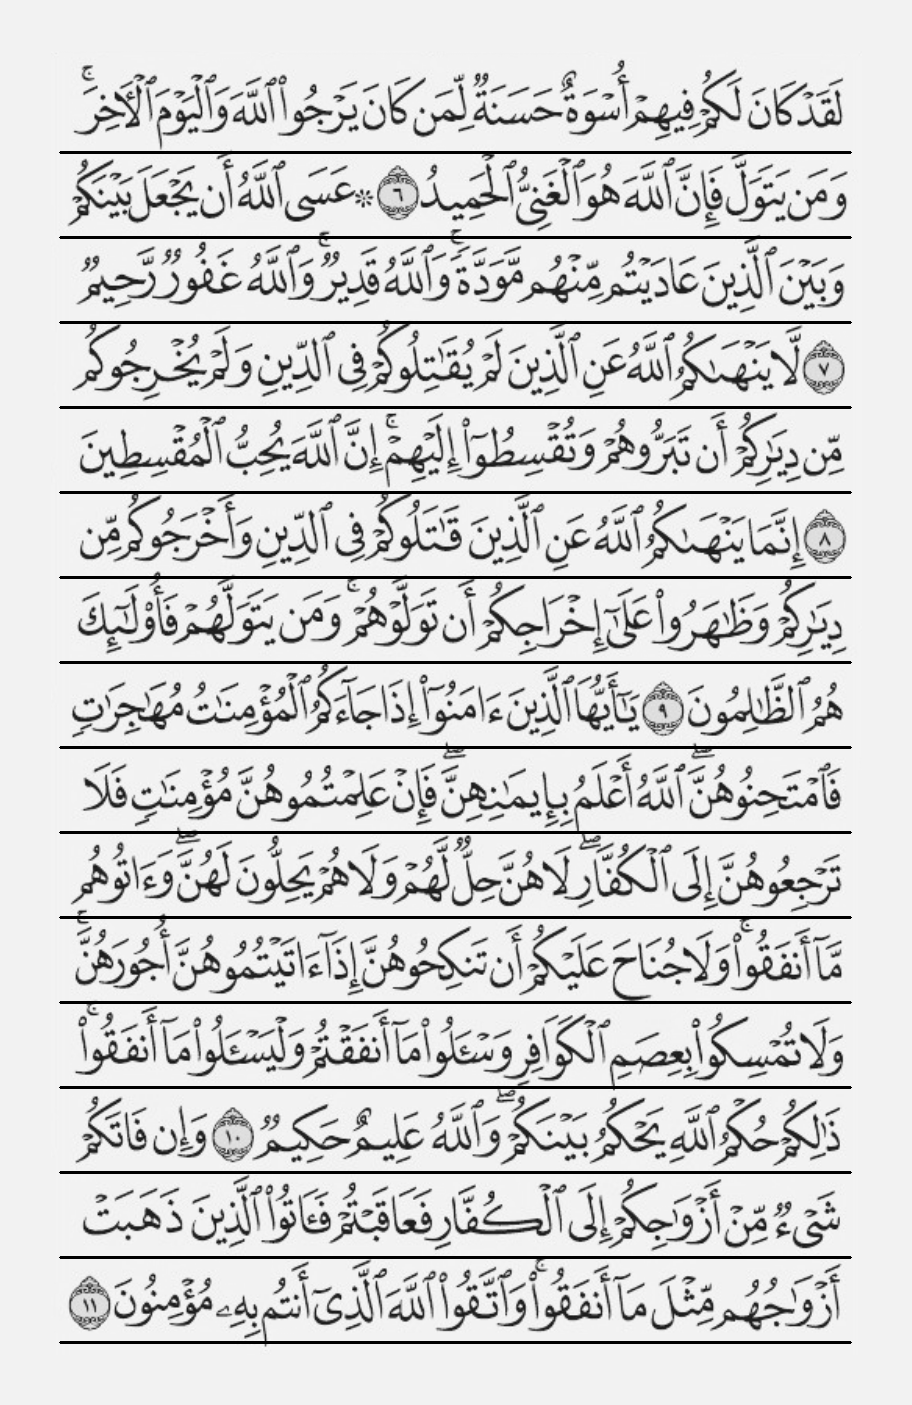 لَقَدۡ كَانَ لَكُمۡ فِيهِمۡ أُسۡوَةٌ حَسَنَةٞ لِّمَن كَانَ يَرۡجُواْ ٱللَّهَ وَٱلۡيَوۡمَ ٱلۡأٓخِرَۚ
وَمَن يَتَوَلَّ فَإِنَّ ٱللَّهَ هُوَ ٱلۡغَنِيُّ ٱلۡحَمِيدُ ٦ ۞ عَسَى ٱللَّهُ أَن يَجۡعَلَ بَيۡنَكُمۡ
وَبَيۡنَ ٱلَّذِينَ عَادَيۡتُم مِّنۡهُم مَّوَدَّةٗۚ وَٱللَّهُ قَدِيرٞۚ وَٱللَّهُ غَفُورٞ رَّحِيمٞ
٧ لَّا يَنۡهَىٰكُمُ ٱللَّهُ عَنِ ٱلَّذِينَ لَمۡ يُقَٰتِلُوكُمۡ فِي ٱلدِّينِ وَلَمۡ يُخۡرِجُوكُم
مِّن دِيَٰرِكُمۡ أَن تَبَرُّوهُمۡ وَتُقۡسِطُوٓاْ إِلَيۡهِمۡۚ إِنَّ ٱللَّهَ يُحِبُّ ٱلۡمُقۡسِطِينَ
٨ إِنَّمَا يَنۡهَىٰكُمُ ٱللَّهُ عَنِ ٱلَّذِينَ قَٰتَلُوكُمۡ فِي ٱلدِّينِ وَأَخۡرَجُوكُم مِّن
دِيَٰرِكُمۡ وَظَٰهَرُواْ عَلَىٰٓ إِخۡرَاجِكُمۡ أَن تَوَلَّوۡهُمۡۚ وَمَن يَتَوَلَّهُمۡ فَأُوْلَٰٓئِكَ
هُمُ ٱلظَّٰلِمُونَ ٩ يَٰٓأَيُّهَا ٱلَّذِينَ ءَامَنُوٓاْ إِذَا جَآءَكُمُ ٱلۡمُؤۡمِنَٰتُ مُهَٰجِرَٰتٖ
فَٱمۡتَحِنُوهُنَّۖ ٱللَّهُ أَعۡلَمُ بِإِيمَٰنِهِنَّۖ فَإِنۡ عَلِمۡتُمُوهُنَّ مُؤۡمِنَٰتٖ فَلَا
تَرۡجِعُوهُنَّ إِلَى ٱلۡكُفَّارِۖ لَا هُنَّ حِلّٞ لَّهُمۡ وَلَا هُمۡ يَحِلُّونَ لَهُنَّۖ وَءَاتُوهُم
مَّآ أَنفَقُواْۚ وَلَا جُنَاحَ عَلَيۡكُمۡ أَن تَنكِحُوهُنَّ إِذَآ ءَاتَيۡتُمُوهُنَّ أُجُورَهُنَّۚ
وَلَا تُمۡسِكُواْ بِعِصَمِ ٱلۡكَوَافِرِ وَسۡـَٔلُواْ مَآ أَنفَقۡتُمۡ وَلۡيَسۡـَٔلُواْ مَآ أَنفَقُواْۚ
ذَٰلِكُمۡ حُكۡمُ ٱللَّهِ يَحۡكُمُ بَيۡنَكُمۡۖ وَٱللَّهُ عَلِيمٌ حَكِيمٞ ١٠ وَإِن فَاتَكُمۡ
شَيۡءٞ مِّنۡ أَزۡوَٰجِكُمۡ إِلَى ٱلۡكُفَّارِ فَعَاقَبۡتُمۡ فَـَٔاتُواْ ٱلَّذِينَ ذَهَبَتۡ
أَزۡوَٰجُهُم مِّثۡلَ مَآ أَنفَقُواْۚ وَٱتَّقُواْ ٱللَّهَ ٱلَّذِيٓ أَنتُم بِهِۦ مُؤۡمِنُونَ ١١